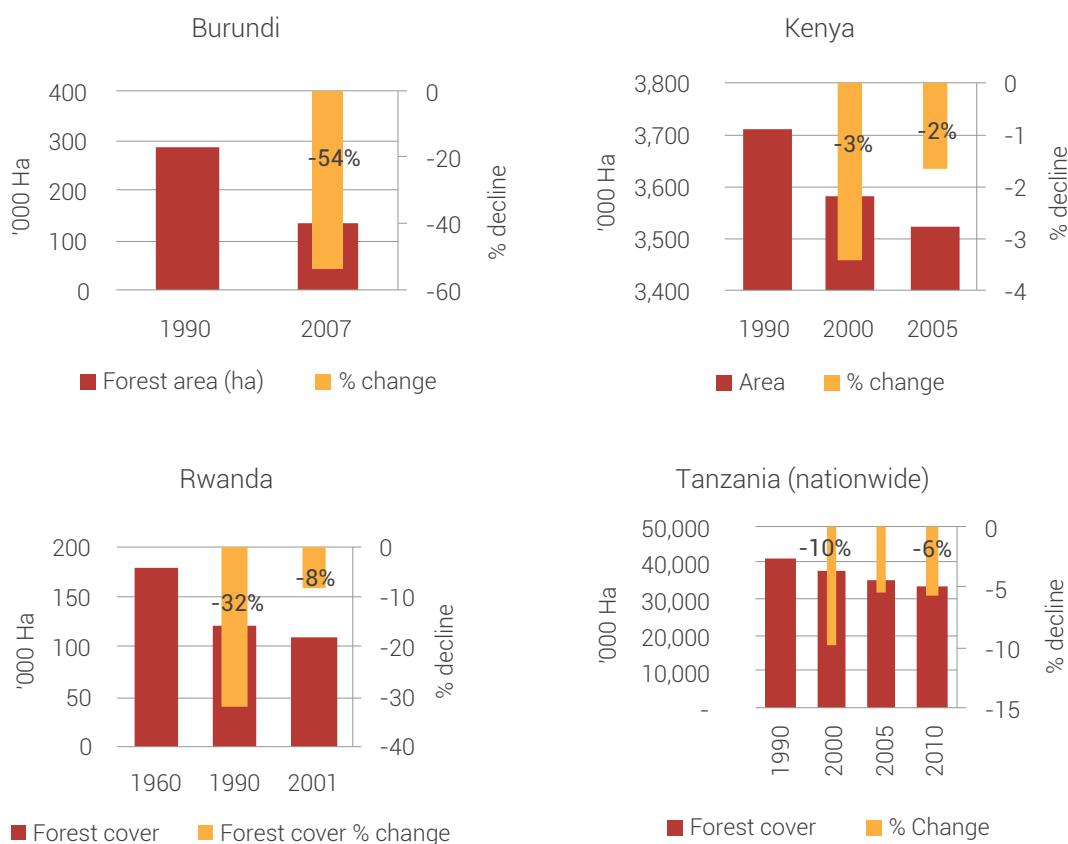 Burundi
'000 Ha
400
300
200
100
0
-54%
0
-20
-40
-60
% decline
1990 2007
Forest area (ha) % change
Kenya
'000 Ha
3,800
3,700
3,600
3,500
3,400
-3%
-2%
0
-1
-2
-3
-4
% decline
1990 2000 2005
Area % change
Rwanda
'000 Ha
200
150
100
50
0
-32%
-8%
0
-10
-20
-30
-40
% decline
1960 1990 2001
Forest cover Forest cover % change
Tanzania (nationwide)
'000 Ha
50,000
40,000
30,000
20,000
10,000
-
-10%
-6%
0
-5
-10
-15
% decline
1990 2000 2005 2010
Forest cover % Change